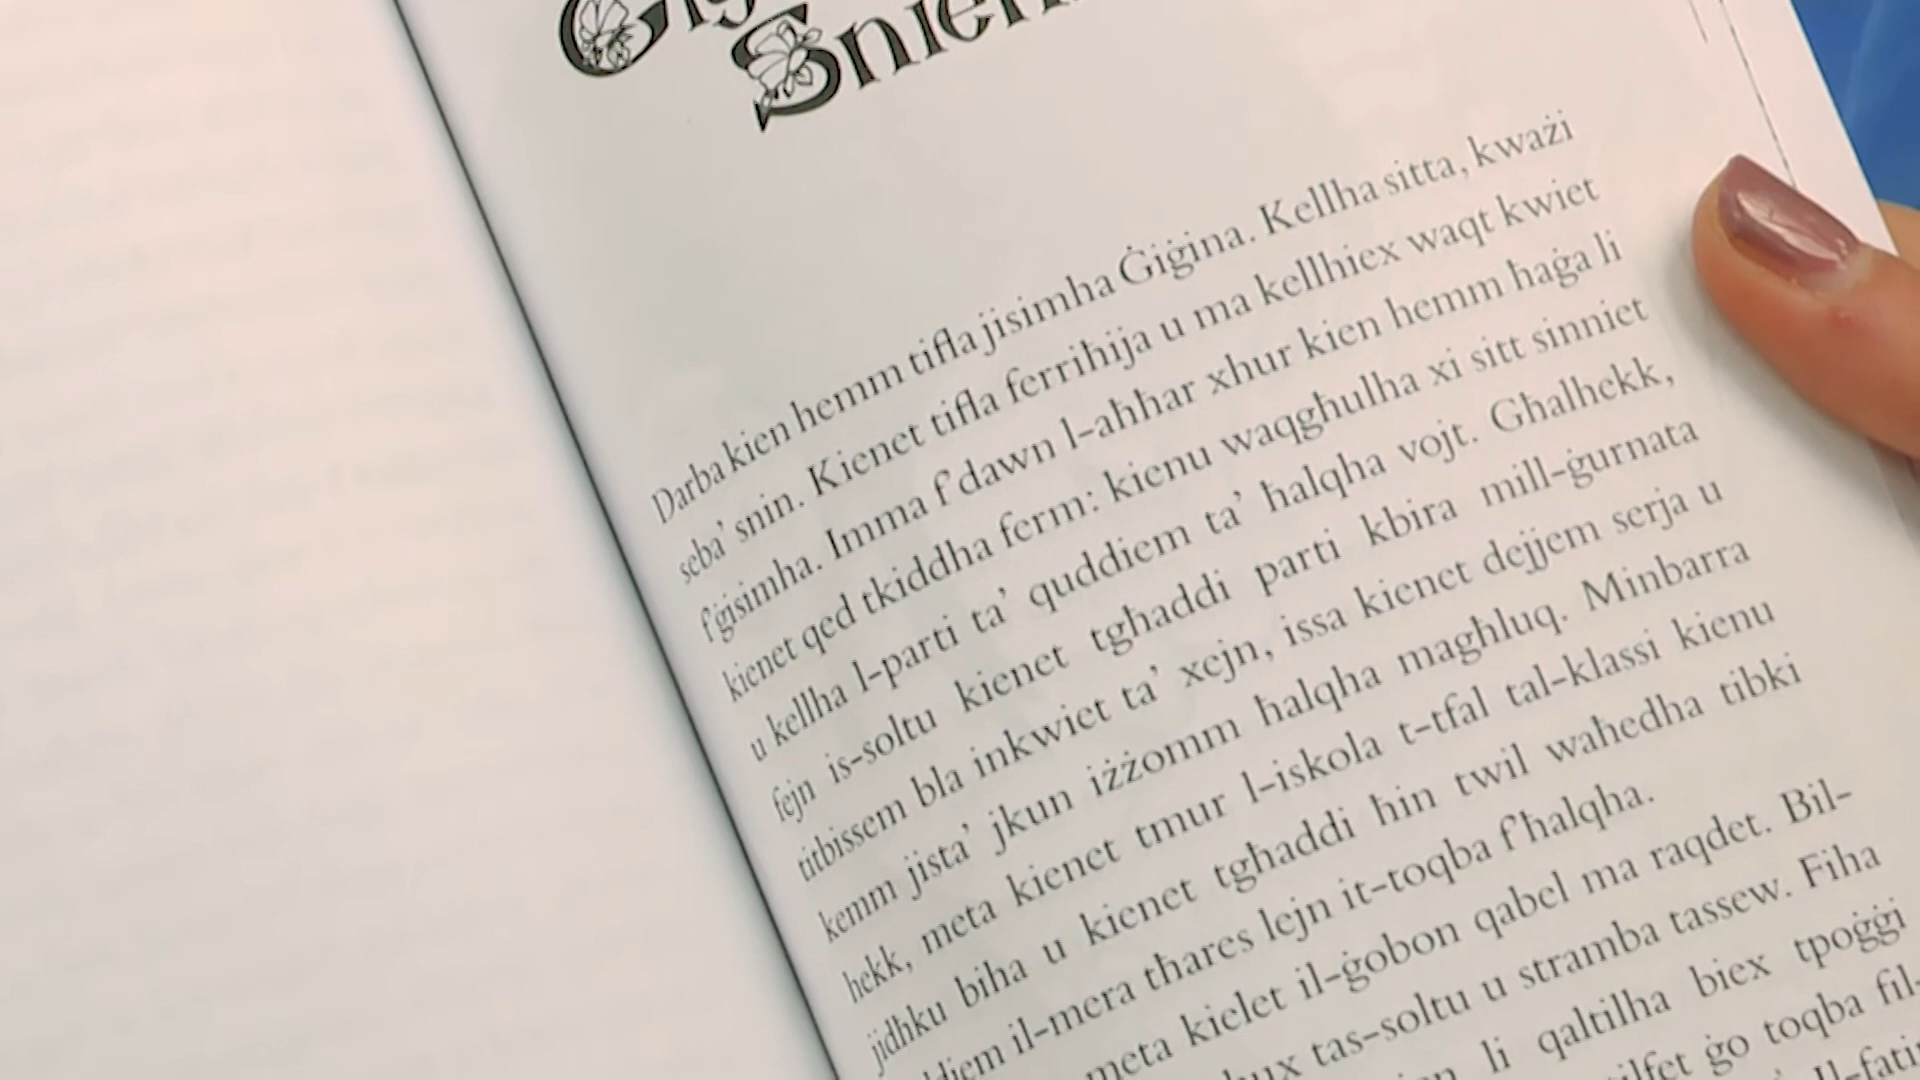 Darba kien hemm tifla jisimha Ġiġina. Kellha sitta, kważi
seba' snin. Kienet tifla ferriħija u ma kellhiex waqt kwiet
f'ġisimha. Imma f'dawn l-aħħar xhur kien hemm ħaġa li
kienet qed tkiddha ferm: kienu waqgħulha xi sitt sinniet
u kellha l-parti ta' quddiem ta' ħalqha vojt. Għalhekk,
fejn is-soltu kienet tgħaddi parti kbira mill-ġurnata
titbissem bla inkwiet ta' xejn, issa kienet dejjem serja u
kemm jista' jkun iżżomm ħalqha magħluq. Minbarra
hekk, meta kienet tmur l-iskola t-tfal tal-klassi kienu
jidħku biha u kienet tgħaddi ħin twil waħedha tibki
il-mera tħares lejn it-toqba f'ħalqha.
meta kielet il-ġobon qabel ma raqdet. Bil-
tas-soltu u stramba tassew. Fiha
li qaltilha biex tpoġġi
ġo toqba fil-